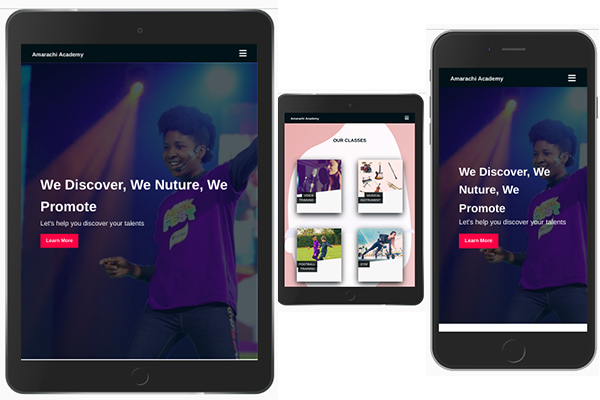 Amarachi Academy
We Discover, We Nuture, We
Promote
Let's help you discover your talents
Learn More
Amarachi Academy
OUR CLASSES
VOICE
TRAINING
MUSICAL
INSTRUMENT
FOOTBALL
TRAINING
GYM
Amarachi Academy
We Discover, We
Nuture, We
Promote
Let's help you discover your talents
Learn More